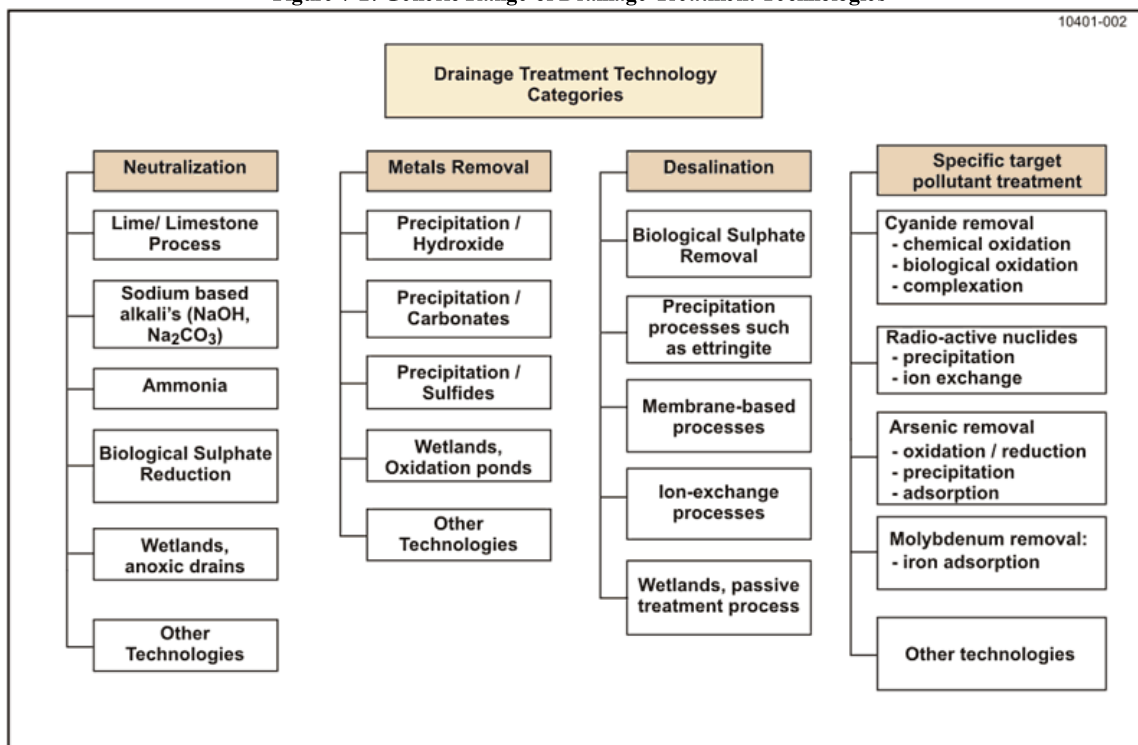 10401-002
Drainage Treatment Technology
Categories
Neutralization
Lime/ Limestone
Process
Sodium based
alkali's (NaOH,
Na2CO3)
Ammonia
Biological Sulphate
Reduction
Wetlands,
anoxic drains
Other
Technologies
Metals Removal
Precipitation /
Hydroxide
Precipitation /
Carbonates
Precipitation /
Sulfides
Wetlands,
Oxidation ponds
Other
Technologies
Desalination
Biological Sulphate
Removal
Precipitation
processes such
as ettringite
Membrane-based
processes
Ion-exchange
processes
Wetlands, passive
treatment process
Specific target
pollutant treatment
Cyanide removal
- chemical oxidation
- biological oxidation
- complexation
Radio-active nuclides
- precipitation
- ion exchange
Arsenic removal
- oxidation / reduction
- precipitation
- adsorption
Molybdenum removal:
- iron adsorption
Other technologies